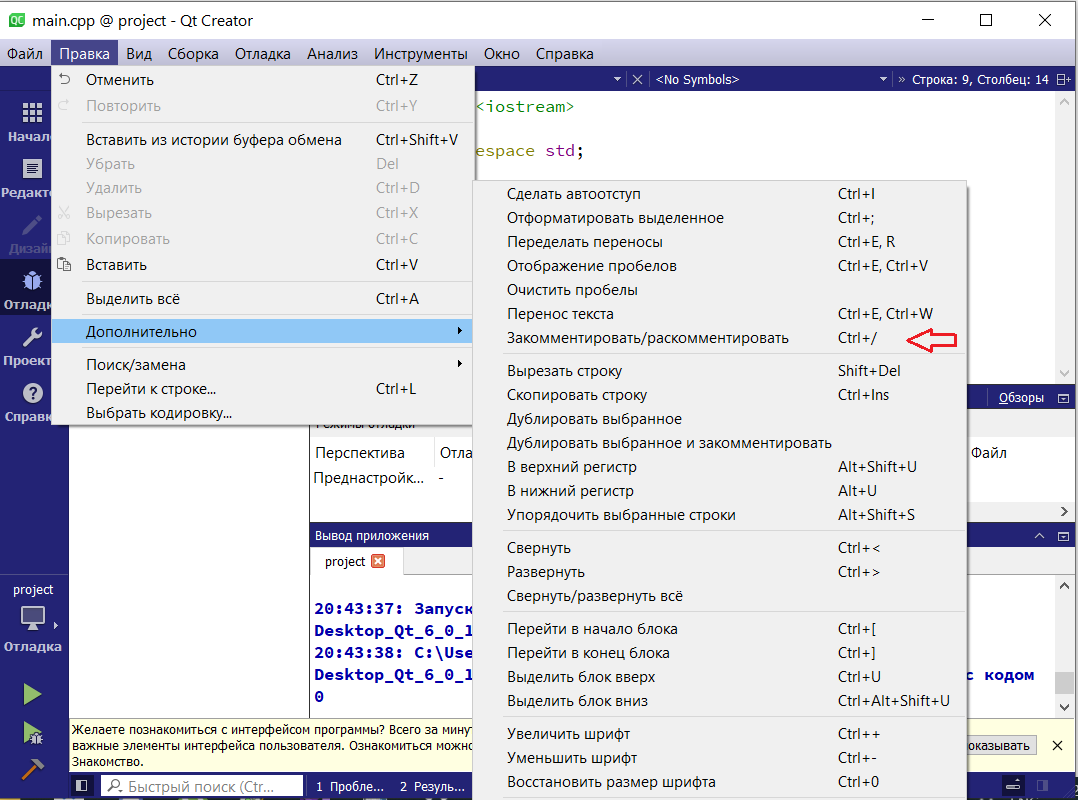 main.cpp @ project - Qt Creator
Файл Правка Вид Сборка Отладка Анализ Инструменты Окно Справка
<No Symbols> » Строка: 9, Столбец: 14
Отменить Ctrl+Z
Повторить Ctrl+Y
Вставить из истории буфера обмена Ctrl+Shift+V
Убрать Del
Удалить Ctrl+D
Вырезать Ctrl+X
Копировать Ctrl+C
Вставить Ctrl+V
Выделить всё Ctrl+A
Дополнительно
Поиск/замена
Перейти к строке... Ctrl+L
Выбрать кодировку...
<iostream>
espace std;
Начал
Редакт
Дизай
Отладк
Проект
Справк
Сделать автоотступ Ctrl+I
Отформатировать выделенное Ctrl+;
Переделать переносы Ctrl+E, R
Отображение пробелов Ctrl+E, Ctrl+V
Очистить пробелы
Перенос текста Ctrl+E, Ctrl+W
Закомментировать/раскомментировать Ctrl+/
Вырезать строку Shift+Del
Скопировать строку Ctrl+Ins
Дублировать выбранное
Дублировать выбранное и закомментировать
В верхний регистр Alt+Shift+U
В нижний регистр Alt+U
Упорядочить выбранные строки Alt+Shift+S
Свернуть Ctrl+<
Развернуть Ctrl+>
Свернуть/развернуть всё
Перейти в начало блока Ctrl+[
Перейти в конец блока Ctrl+]
Выделить блок вверх Ctrl+U
Выделить блок вниз Ctrl+Alt+Shift+U
Увеличить шрифт Ctrl++
Уменьшить шрифт Ctrl+-
Восстановить размер шрифта Ctrl+0
Обзоры
Режимы отладки
Перспектива Отла Файл
Преднастройк... -
Вывод приложения
project
20:43:37: Запуск
Desktop_Qt_6_0_1
20:43:38: C:\Use
Desktop_Qt_6_0_1 с кодом
0
project
Отладка
Желаете познакомиться с интерфейсом программы? Всего за мину
важные элементы интерфейса пользователя. Ознакомиться можно
Знакомство.
оказывать
Быстрый поиск (Ctr... 1 Пробле... 2 Резуль...